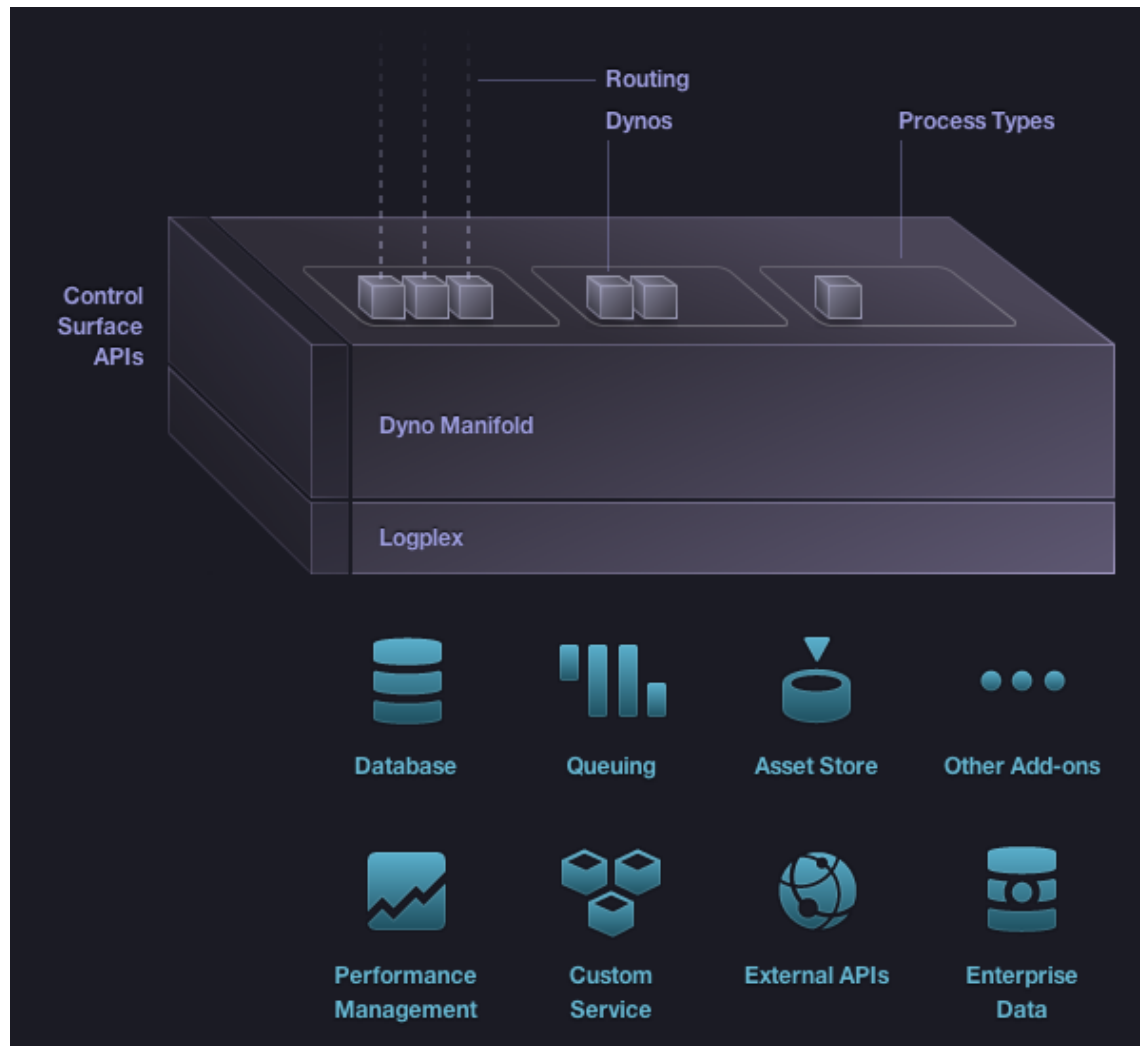 Routing
Dynos
Process Types
Control
Surface
APIs
Dyno Manifold
Logplex
Database
Queuing
Asset Store
Other Add-ons
Performance
Management
Custom
Service
External APIs
Enterprise
Data